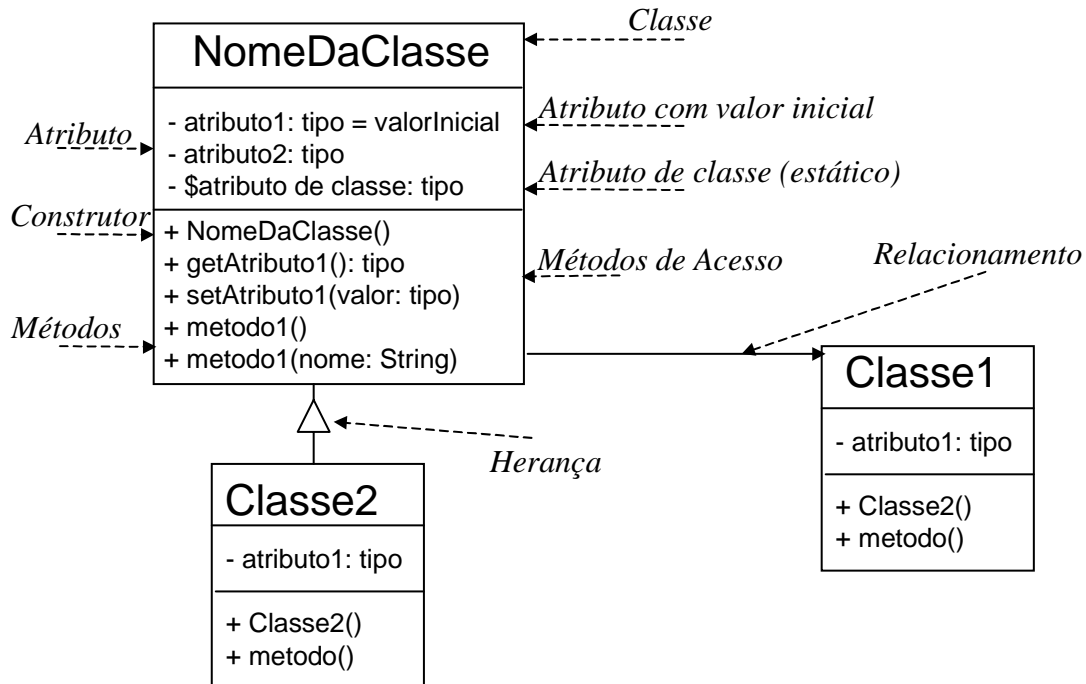 Classe
NomeDaClasse
Atributo
- atributo1: tipo = valorInicial
- atributo2: tipo
- $atributo de classe: tipo
Atributo com valor inicial
Atributo de classe (estático)
Construtor
+ NomeDaClasse()
+ getAtributo1(): tipo
+ setAtributo1(valor: tipo)
+ metodo1()
+ metodo1(nome: String)
Métodos de Acesso
Relacionamento
Métodos
Herança
Classe1
- atributo1: tipo
+ Classe2()
+ metodo()
Classe2
- atributo1: tipo
+ Classe2()
+ metodo()